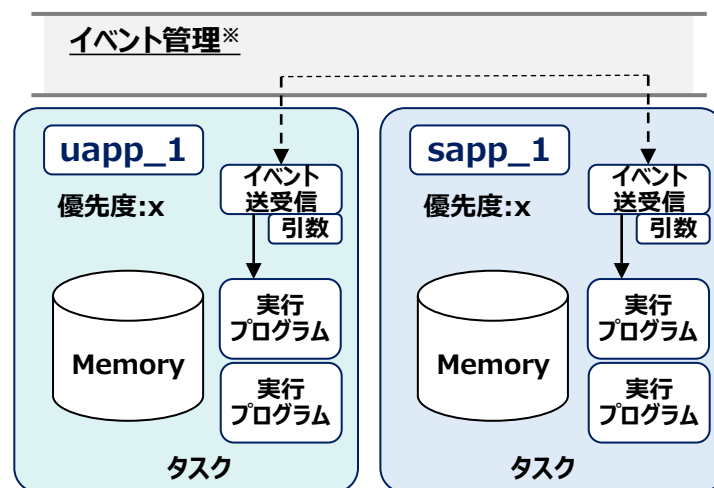 イベント管理※
uapp_1
優先度:x
イベント
送受信
引数
Memory
実行
プログラム
実行
プログラム
タスク
sapp_1
優先度:x
イベント
送受信
引数
Memory
実行
プログラム
実行
プログラム
タスク